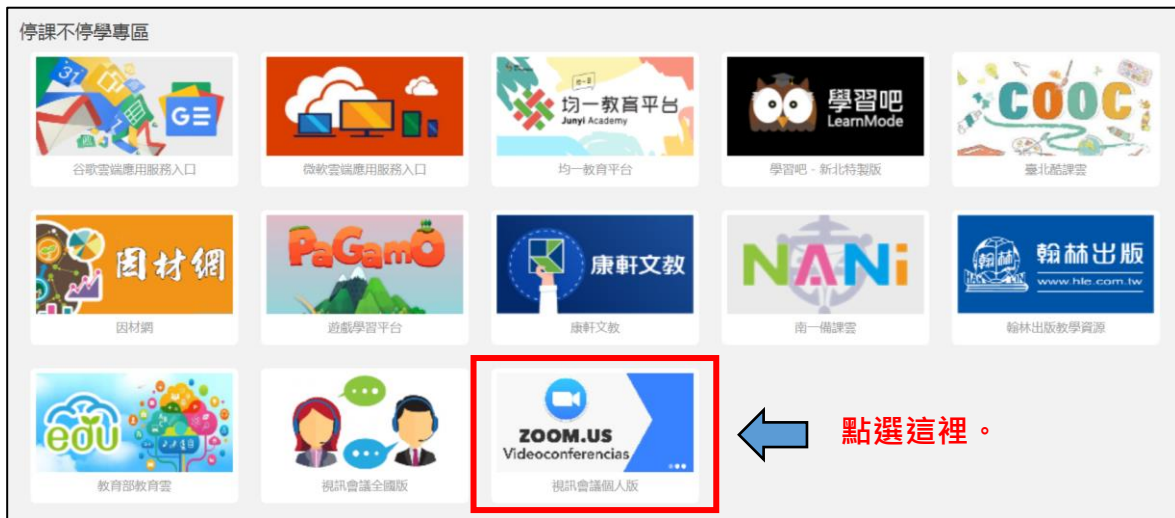 停課不停學專區
31
GE
谷歌雲端應用服務入口
微軟雲端應用服務入口
均一教育平台
Junyi Academy
均一教育平台
學習吧
LearnMode
學習吧 - 新北特製版
COOC
臺北酷課雲
因材網
因材網
PaGamO
遊戲學習平台
康軒文教
康軒文教
NANi
南一備課雲
翰林
HAN LIN
翰林出版
www.hle.com.tw
翰林出版教學資源
edu
教育部教育雲
視訊會議全國版
ZOOM.US
Videoconferencias
視訊會議個人版
點選這裡。